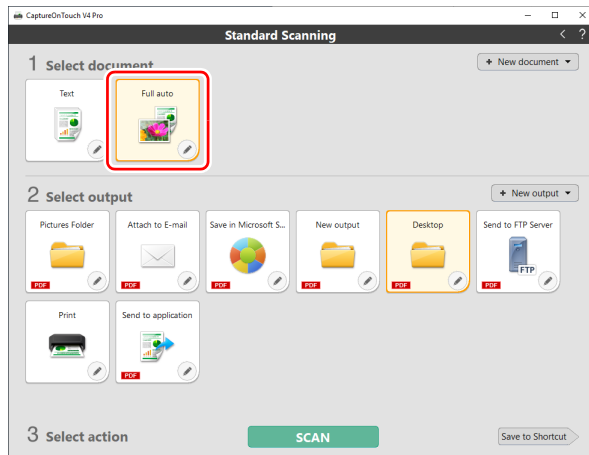 CaptureOnTouch V4 Pro
Standard Scanning
< ?
1 Select document
+ New document
Text
Full auto
2 Select output
+ New output
Pictures Folder
Attach to E-mail
Save in Microsoft S...
New output
Desktop
Send to FTP Server
FTP
PDF
PDF
PDF
PDF
PDF
PDF
Print
Send to application
PDF
3 Select action
SCAN
Save to Shortcut